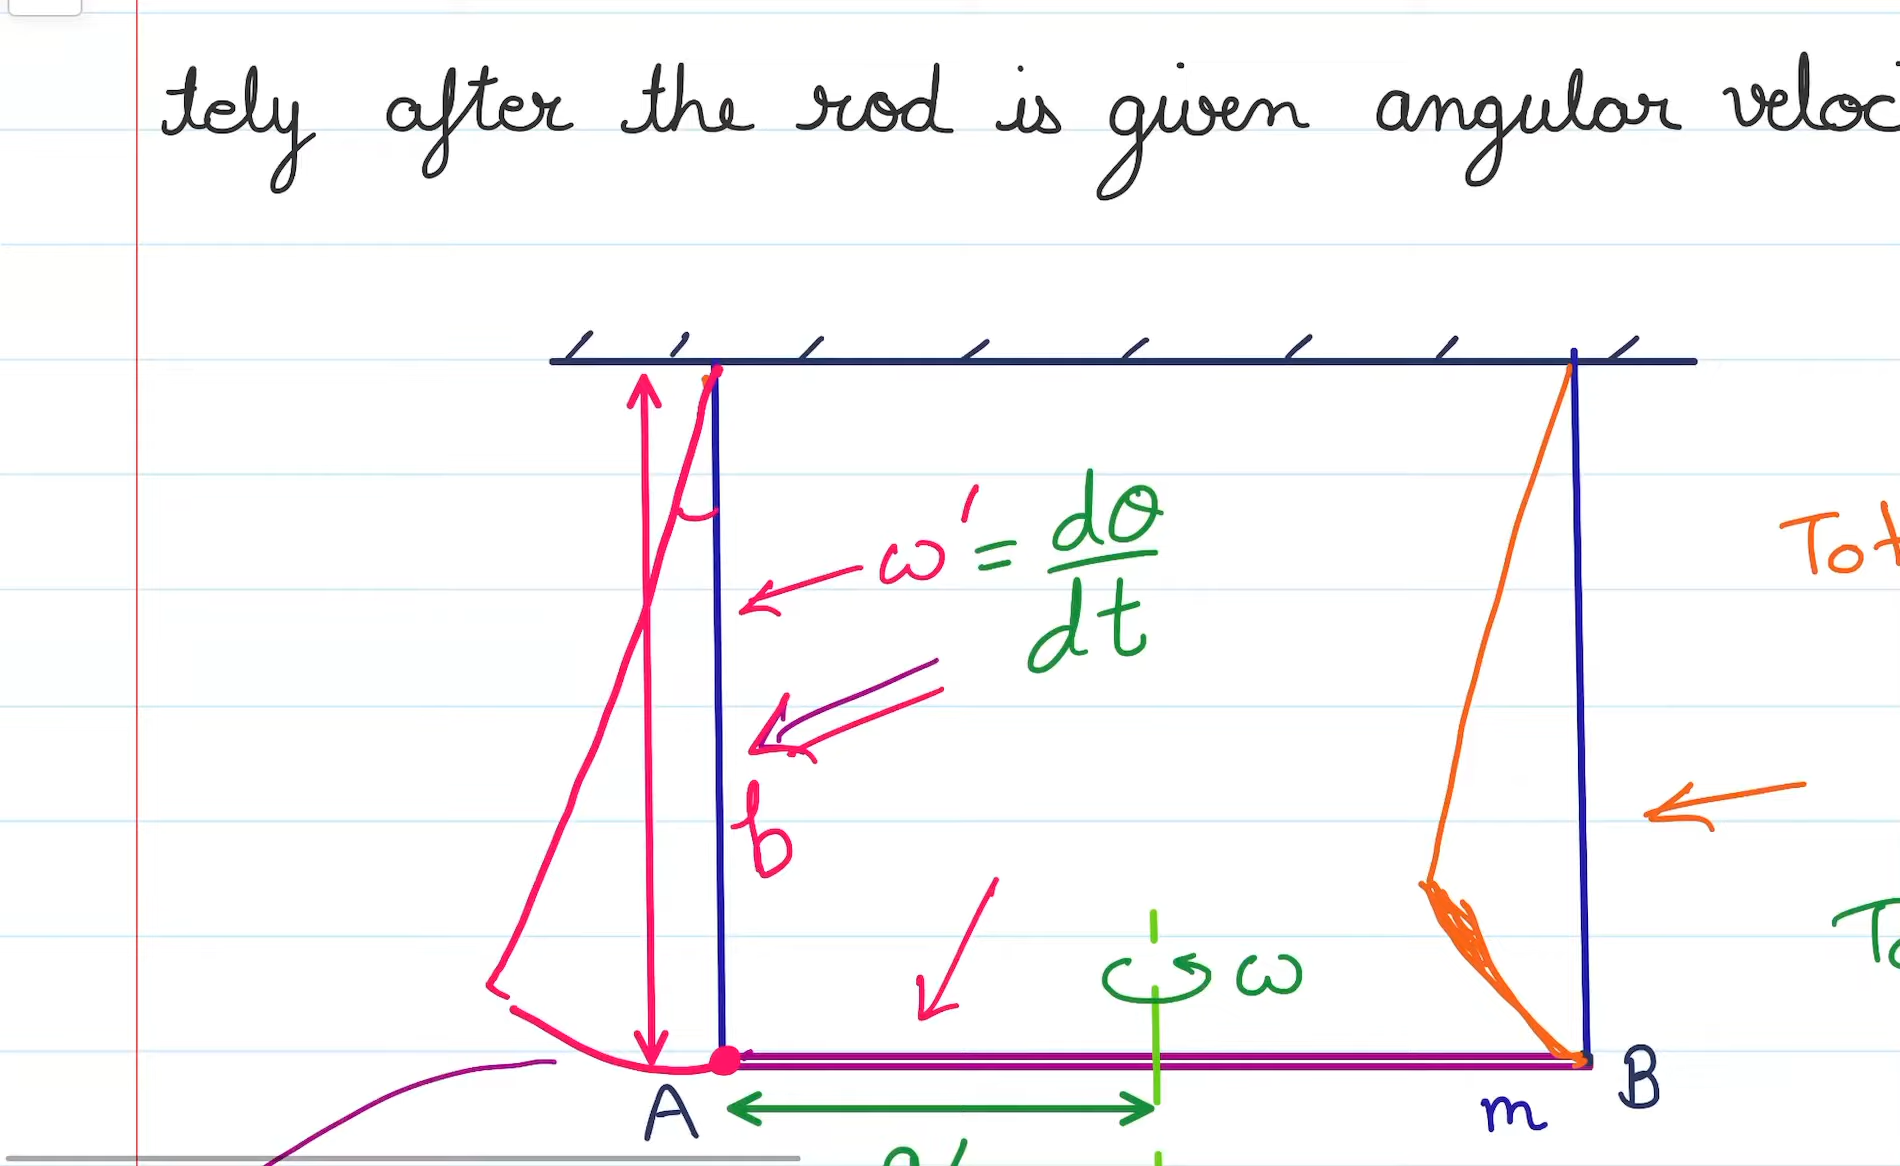 tely after the rod is given angular veloc
ω' = dθ/dt
b
ω
A
B
m